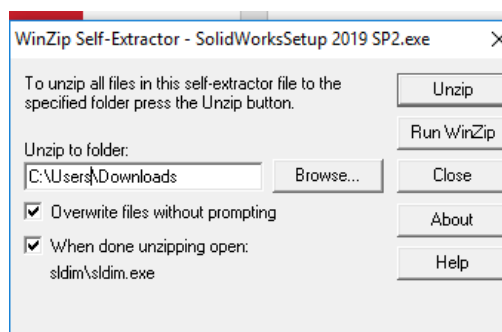 WinZip Self-Extractor - SolidWorksSetup 2019 SP2.exe
To unzip all files in this self-extractor file to the
specified folder press the Unzip button.
Unzip to folder:
C:\Users\Downloads
Browse...
Overwrite files without prompting
When done unzipping open:
sldim\sldim.exe
Unzip
Run WinZip
Close
About
Help